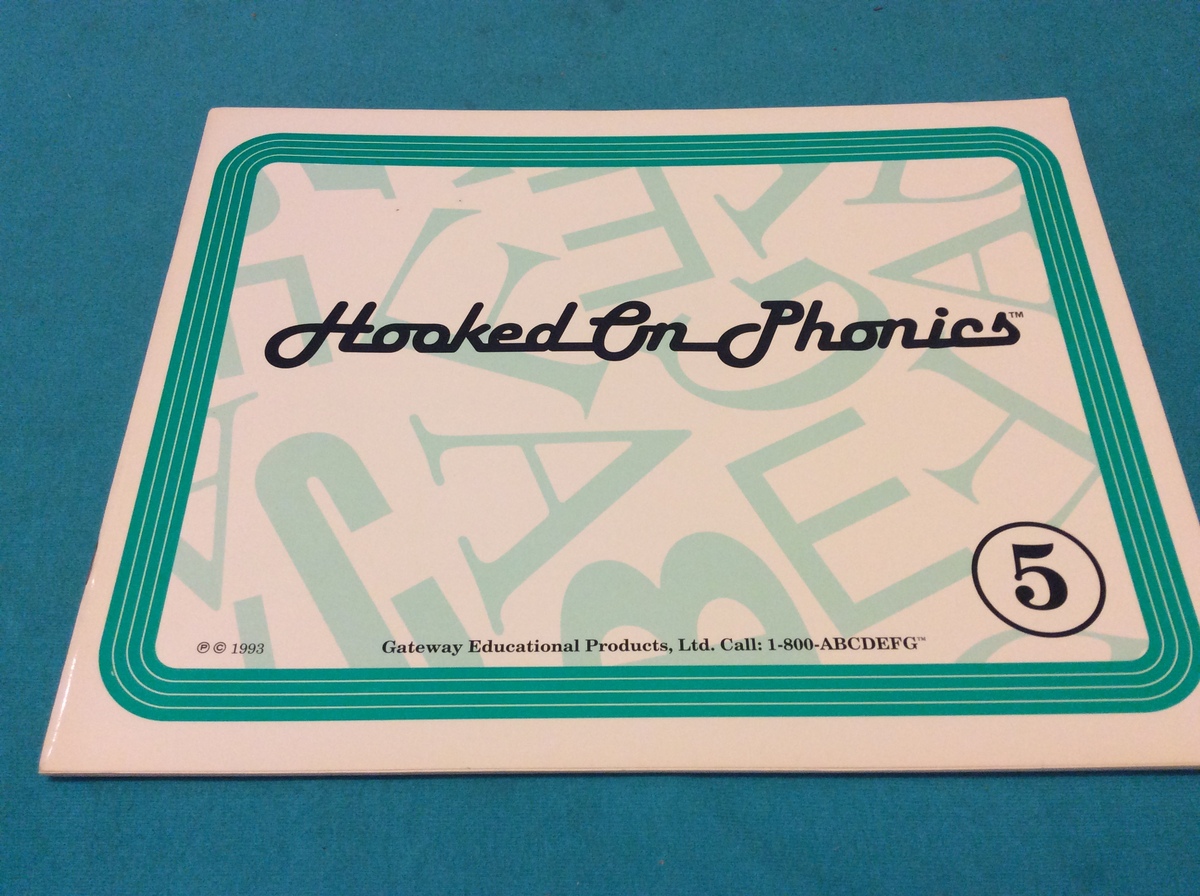 Hooked On Phonics™
5
℗ © 1993 Gateway Educational Products, Ltd. Call: 1-800-ABCDEFG™